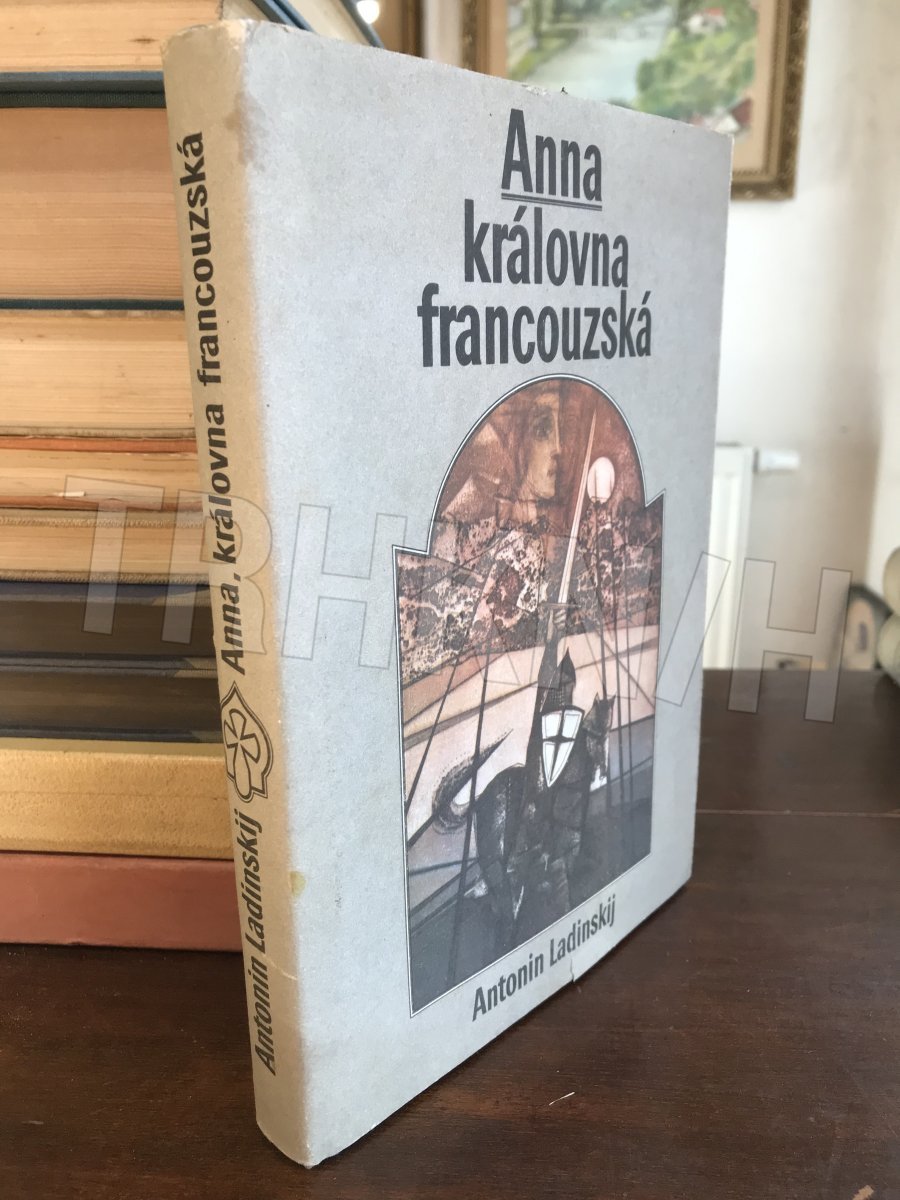 Anna
královna
francouzská
Antonin Ladinskij
Antonin Ladinskij Anna, královna francouzská